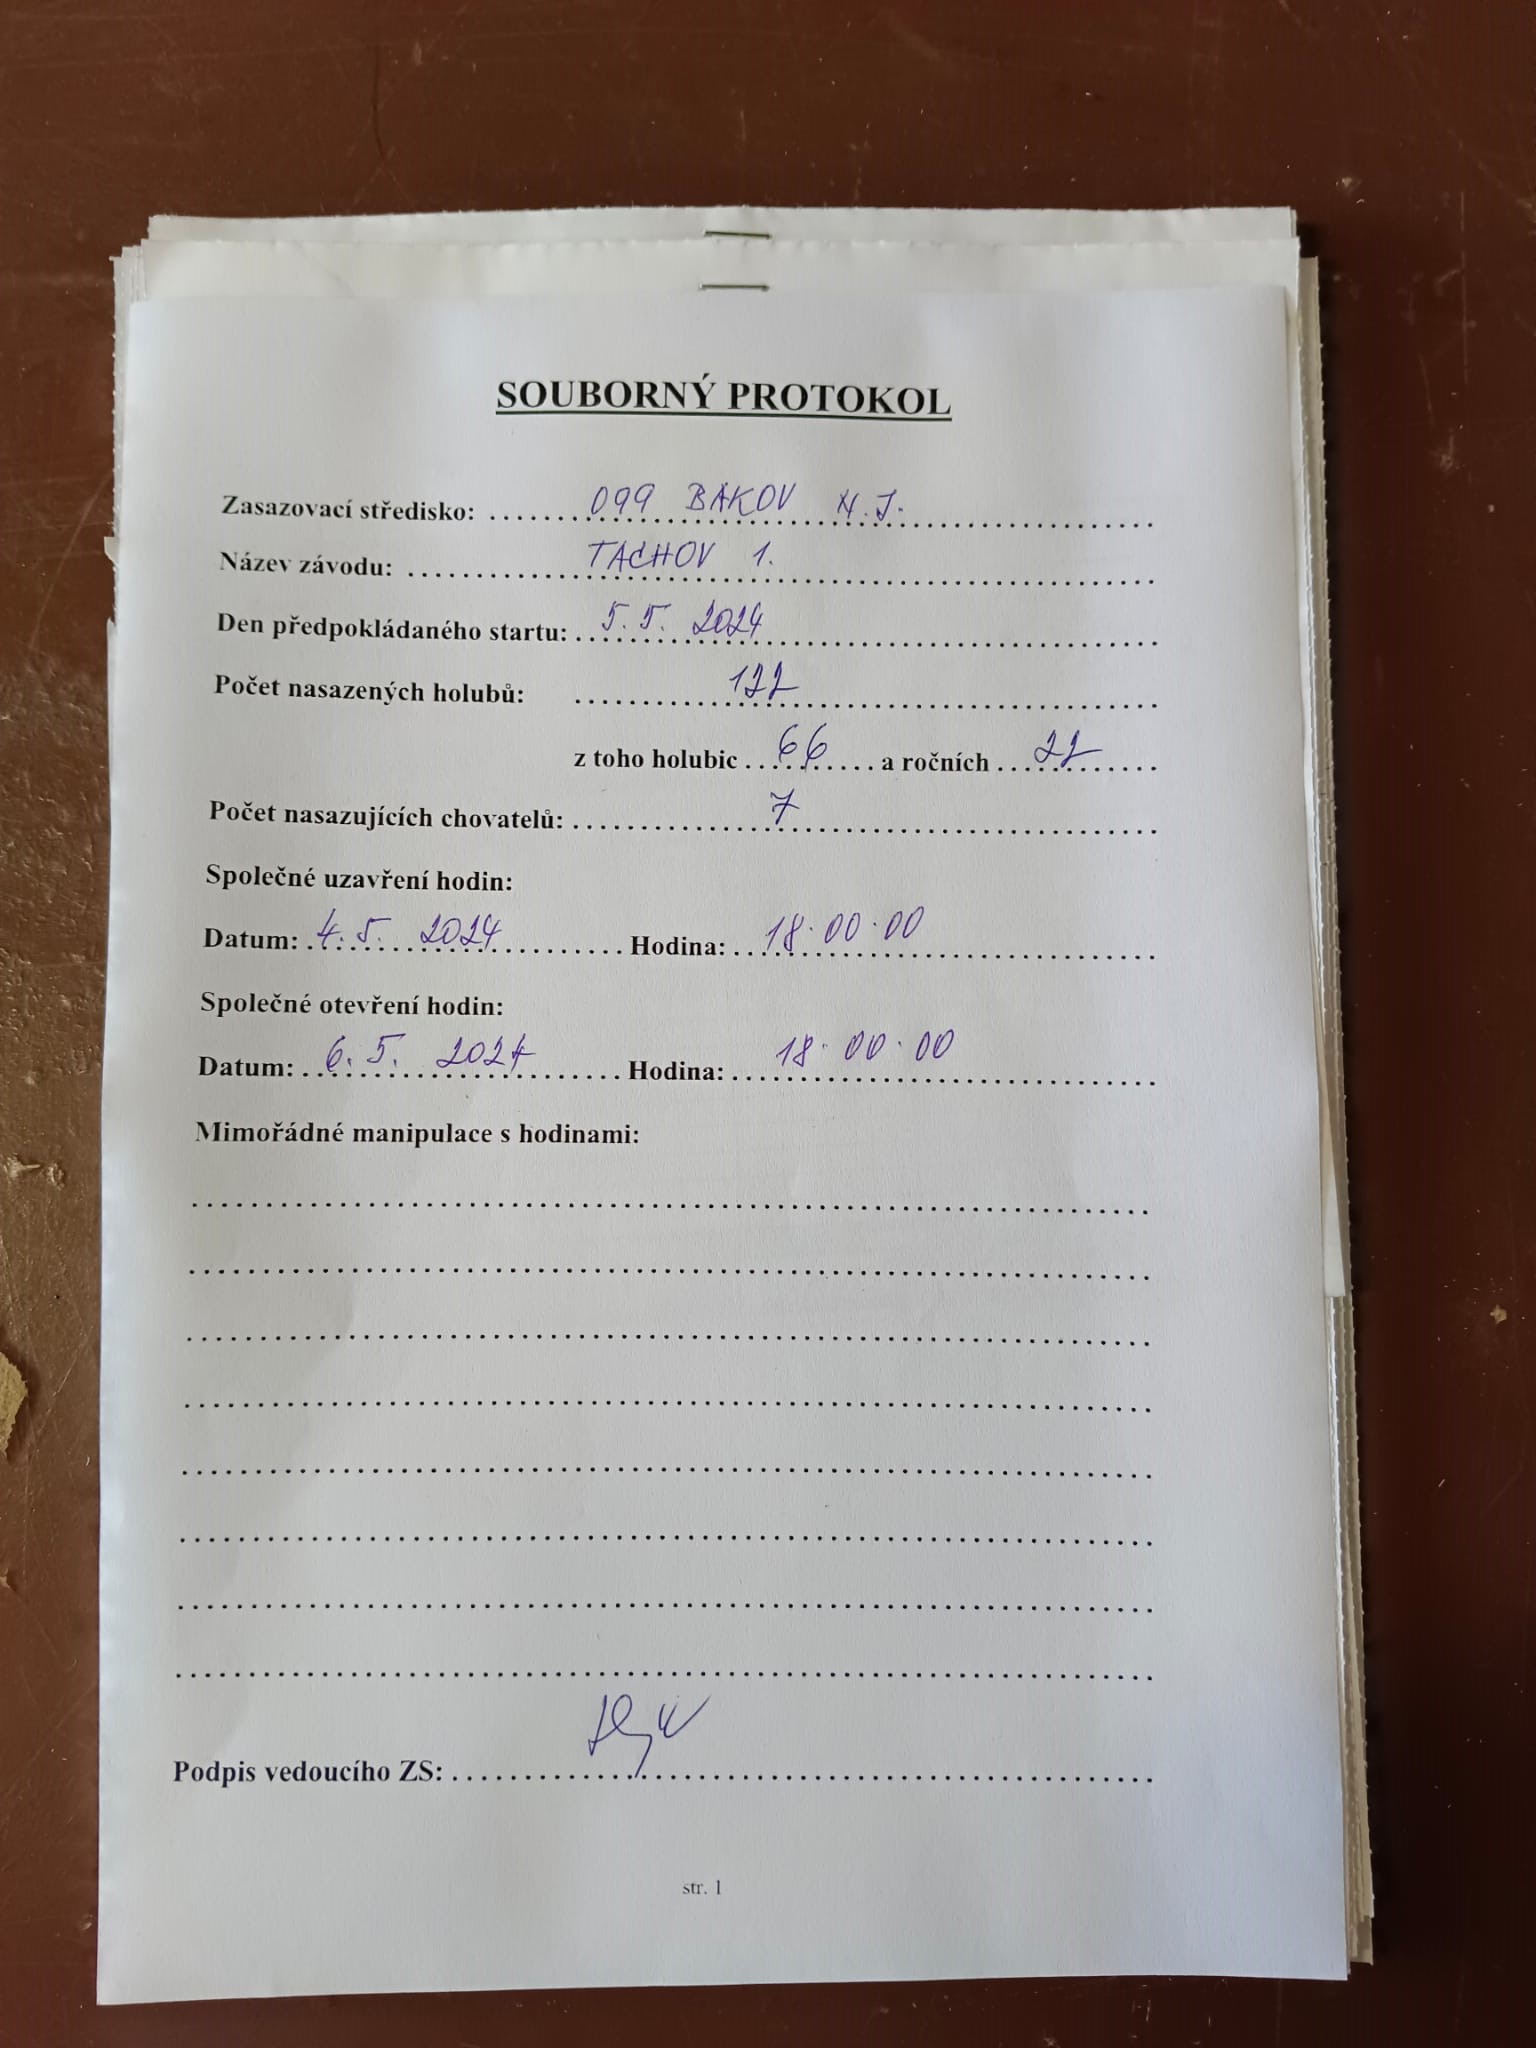 SOUBORNÝ PROTOKOL
Zasazovací středisko: 099 BAKOV N.J.
Název závodu: TACHOV 1.
Den předpokládaného startu: 5.5. 2024
Počet nasazených holubů: 122
z toho holubic 66 a ročních 22
Počet nasazujících chovatelů: 7
Společné uzavření hodin:
Datum: 4.5. 2024 Hodina: 18.00.00
Společné otevření hodin:
Datum: 6.5. 2024 Hodina: 18.00.00
Mimořádné manipulace s hodinami:
Podpis vedoucího ZS:
str. 1